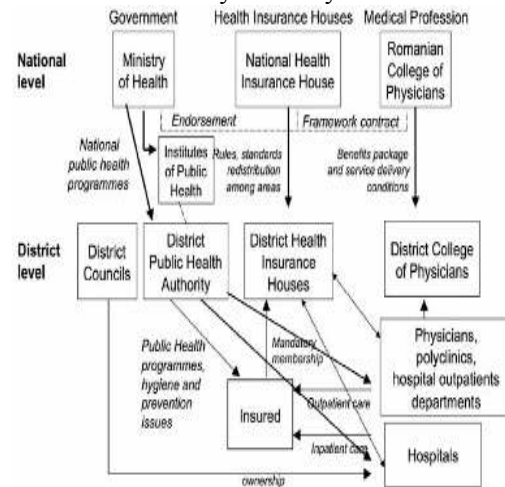 Government Health Insurance Houses Medical Profession
National level
Ministry of Health
National Health Insurance House
Romanian College of Physicians
Endorsement
Framework contract
National public health programmes
Institutes of Public Health
Rules, standards redistribution among areas
Benefits package and service delivery conditions
District level
District Councils
District Public Health Authority
District Health Insurance Houses
District College of Physicians
Public Health programmes, hygiene and prevention issues
Mandatory membership
Physicians, polyclinics, hospital outpatients departments
Insured
Outpatient care
Inpatient care
Hospitals
ownership